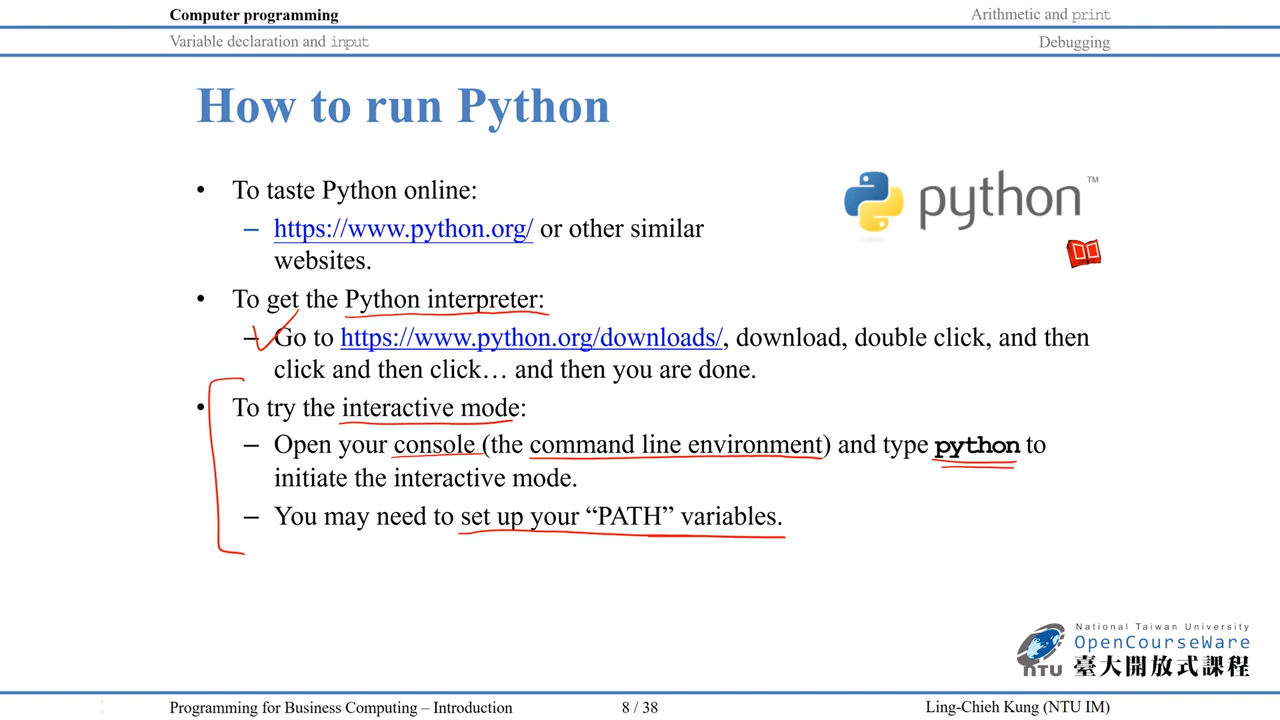 Computer programming
Arithmetic and print
Variable declaration and input
Debugging
How to run Python
• To taste Python online:
– https://www.python.org/ or other similar
websites.
python™
• To get the Python interpreter:
– Go to https://www.python.org/downloads/, download, double click, and then
click and then click… and then you are done.
• To try the interactive mode:
– Open your console (the command line environment) and type python to
initiate the interactive mode.
– You may need to set up your “PATH” variables.
National Taiwan University
OpenCourseWare
NTU 臺大開放式課程
Programming for Business Computing – Introduction
8 / 38
Ling-Chieh Kung (NTU IM)